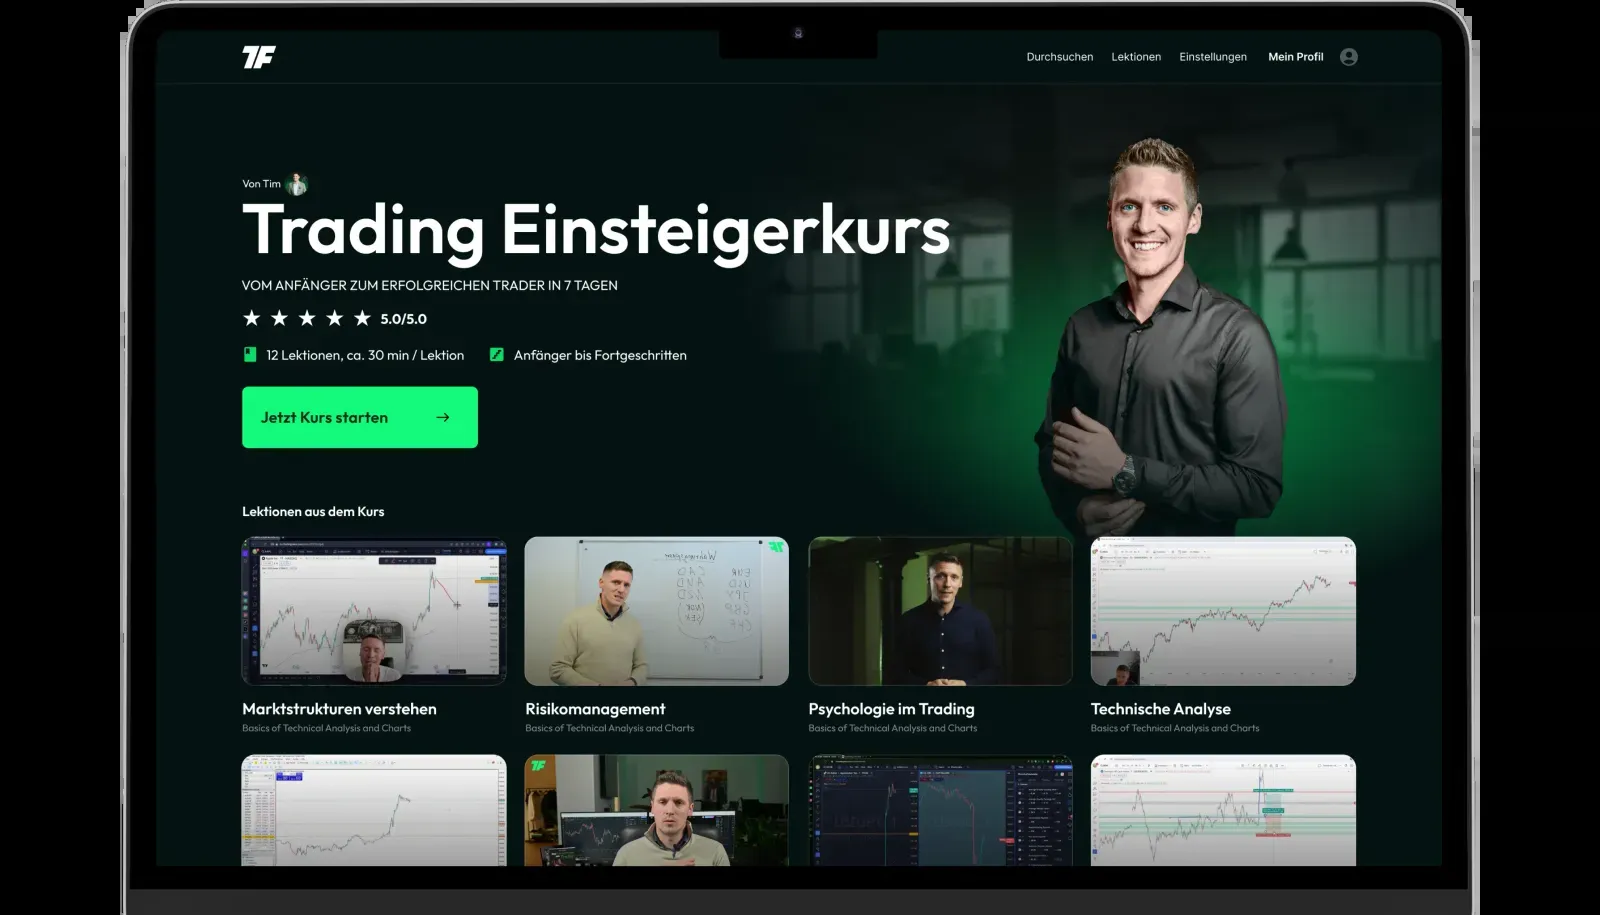 TF
Durchsuchen Lektionen Einstellungen Mein Profil
Von Tim
Trading Einsteigerkurs
VOM ANFÄNGER ZUM ERFOLGREICHEN TRADER IN 7 TAGEN
5.0/5.0
12 Lektionen, ca. 30 min / Lektion Anfänger bis Fortgeschritten
Jetzt Kurs starten →
Lektionen aus dem Kurs
Marktstrukturen verstehen
Basics of Technical Analysis and Charts
Risikomanagement
Basics of Technical Analysis and Charts
Psychologie im Trading
Basics of Technical Analysis and Charts
Technische Analyse
Basics of Technical Analysis and Charts
TF